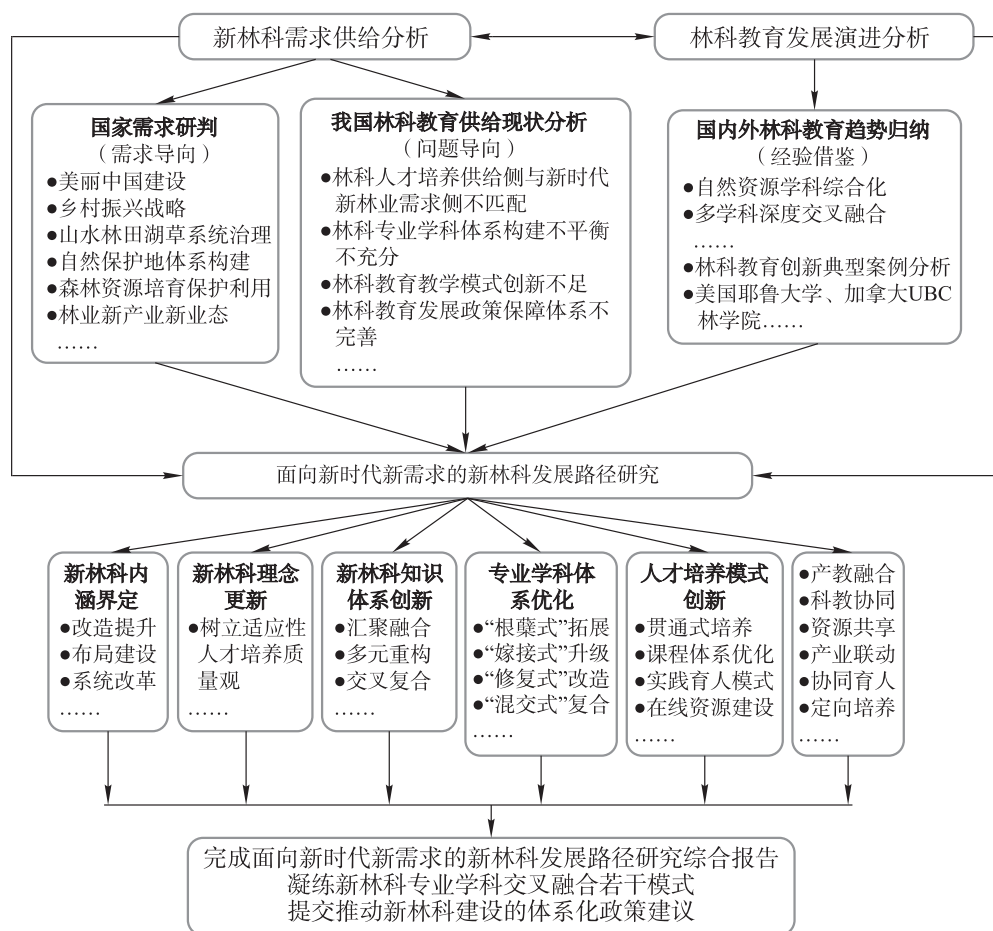 新林科需求供给分析
林科教育发展演进分析
国家需求研判
（需求导向）
●美丽中国建设
●乡村振兴战略
●山水林田湖草系统治理
●自然保护地体系构建
●森林资源培育保护利用
●林业新产业新业态
……
我国林科教育供给现状分析
（问题导向）
●林科人才培养供给侧与新时代
新林业需求侧不匹配
●林科专业学科体系构建不平衡
不充分
●林科教育教学模式创新不足
●林科教育发展政策保障体系不
完善
……
国内外林科教育趋势归纳
（经验借鉴）
●自然资源学科综合化
●多学科深度交叉融合
……
●林科教育创新典型案例分析
●美国耶鲁大学、加拿大UBC
林学院……
面向新时代新需求的新林科发展路径研究
新林科内
涵界定
●改造提升
●布局建设
●系统改革
……
新林科理念
更新
●树立适应性
人才培养质
量观
……
新林科知识
体系创新
●汇聚融合
●多元重构
●交叉复合
……
专业学科体
系优化
●“根蘖式”拓展
●“嫁接式”升级
●“修复式”改造
●“混交式”复合
……
人才培养模式
创新
●贯通式培养
●课程体系优化
●实践育人模式
●在线资源建设
……
●产教融合
●科教协同
●资源共享
●产业联动
●协同育人
●定向培养
……
完成面向新时代新需求的新林科发展路径研究综合报告
凝练新林科专业学科交叉融合若干模式
提交推动新林科建设的体系化政策建议